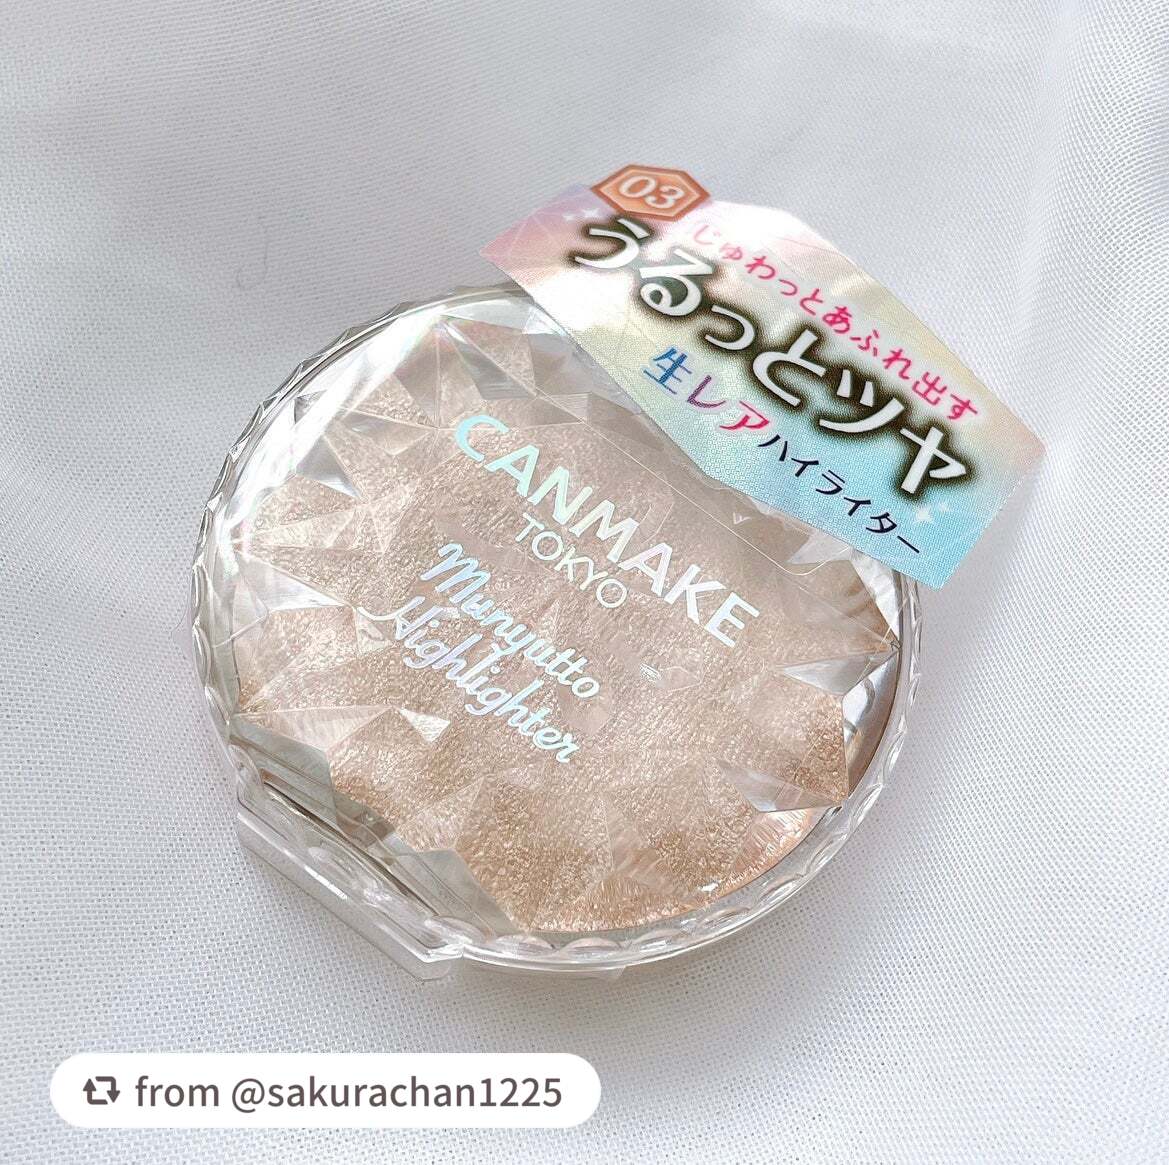 03
じゅわっとあふれ出す
うるっとツヤ
生レアハイライター
CANMAKE
TOKYO
Munyutto
Highlighter
from @sakurachan1225